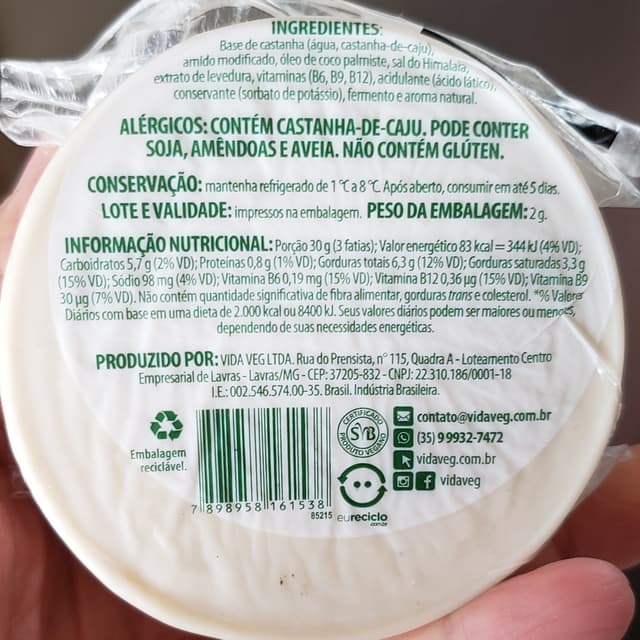 INGREDIENTES:
Base de castanha (água, castanha-de-caju),
amido modificado, óleo de coco palmiste, sal do Himalaia,
extrato de levedura, vitaminas (B6, B9, B12), acidulante (ácido lático),
conservante (sorbato de potássio), fermento e aroma natural.
ALÉRGICOS: CONTÉM CASTANHA-DE-CAJU. PODE CONTER
SOJA, AMÊNDOAS E AVEIA. NÃO CONTÉM GLÚTEN.
CONSERVAÇÃO: mantenha refrigerado de 1 °C a 8 °C. Após aberto, consumir em até 5 dias.
LOTE E VALIDADE: impressos na embalagem. PESO DA EMBALAGEM: 2 g.
INFORMAÇÃO NUTRICIONAL: Porção 30 g (3 fatias); Valor energético 83 kcal = 344 kJ (4% VD);
Carboidratos 5,7 g (2% VD); Proteínas 0,8 g (1% VD); Gorduras totais 6,3 g (12% VD); Gorduras saturadas 3,3 g
(15% VD); Sódio 98 mg (4% VD); Vitamina B6 0,19 mg (15% VD); Vitamina B12 0,36 µg (15% VD); Vitamina B9
30 µg (7% VD). Não contém quantidade significativa de fibra alimentar, gorduras trans e colesterol. *% Valores
Diários com base em uma dieta de 2.000 kcal ou 8400 kJ. Seus valores diários podem ser maiores ou menores,
dependendo de suas necessidades energéticas.
PRODUZIDO POR: VIDA VEG LTDA. Rua do Prensista, n° 115, Quadra A - Loteamento Centro
Empresarial de Lavras - Lavras/MG - CEP: 37205-832 - CNPJ: 22.310.186/0001-18
I.E.: 002.546.574.00-35. Brasil. Indústria Brasileira.
Embalagem
reciclável.
7 898958 161538
85215
CERTIFICADO
SVB
PRODUTO VEGANO
eureciclo
.com.br
contato@vidaveg.com.br
(35) 9 9932-7472
vidaveg.com.br
vidaveg